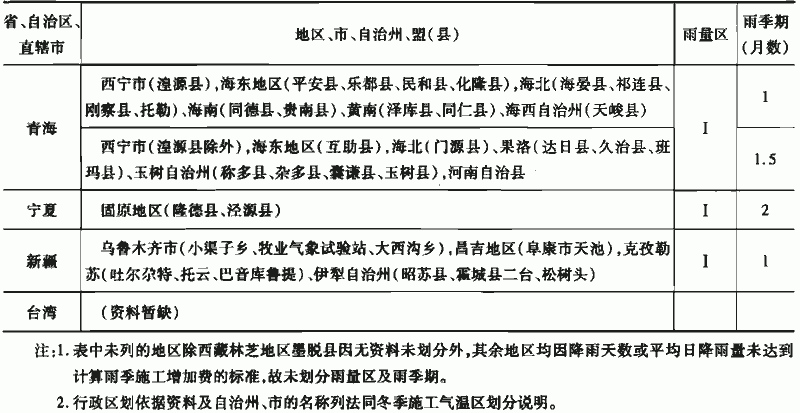 省、自治区、直辖市
地区、市、自治州、盟(县)
雨量区
雨季期(月数)
青海
西宁市(湟源县),海东地区(平安县、乐都县、民和县、化隆县),海北(海晏县、祁连县、
刚察县、托勒)、海南(同德县、贵南县)、黄南(泽库县、同仁县)、海西自治州(天峻县)
I
1
西宁市(湟源县除外),海东地区(互助县)、海北(门源县)、果洛(达日县、久治县、班
玛县)、玉树自治州(称多县、杂多县、囊谦县、玉树县),河南自治县
1.5
宁夏
固原地区(隆德县、泾源县)
I
2
新疆
乌鲁木齐市(小渠子乡、牧业气象试验站、大西沟乡),昌吉地区(阜康市天池),克孜勒
苏(吐尔尕特、托云、巴音库鲁提)、伊犁自治州(昭苏县、霍城县二台、松树头)
I
1
台湾
(资料暂缺)
注:1.表中未列的地区除西藏林芝地区墨脱县因无资料未划分外,其余地区均因降雨天数或平均日降雨量未达到
计算雨季施工增加费的标准,故未划分雨量区及雨季期。
2.行政区划依据资料及自治州、市的名称列法同冬季施工气温区划分说明。